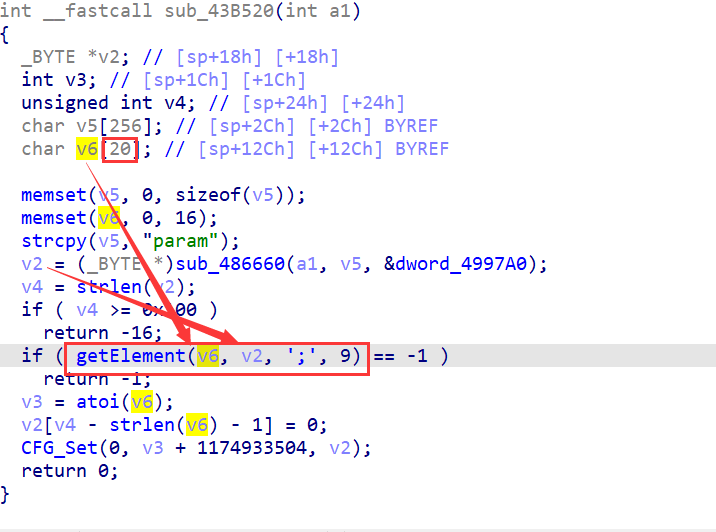 int __fastcall sub_43B520(int a1)
{
_BYTE *v2; // [sp+18h] [+18h]
int v3; // [sp+1Ch] [+1Ch]
unsigned int v4; // [sp+24h] [+24h]
char v5[256]; // [sp+2Ch] [+2Ch] BYREF
char v6[20]; // [sp+12Ch] [+12Ch] BYREF
memset(v5, 0, sizeof(v5));
memset(v6, 0, 16);
strcpy(v5, "param");
v2 = (_BYTE *)sub_486660(a1, v5, &dword_4997A0);
v4 = strlen(v2);
if ( v4 >= )
return -16;
if ( getElement(v6, v2, ';', 9) == -1 )
return -1;
v3 = atoi(v6);
v2[v4 - strlen(v6) - 1] = 0;
CFG_Set(0, v3 + 1174933504, v2);
return 0;
}